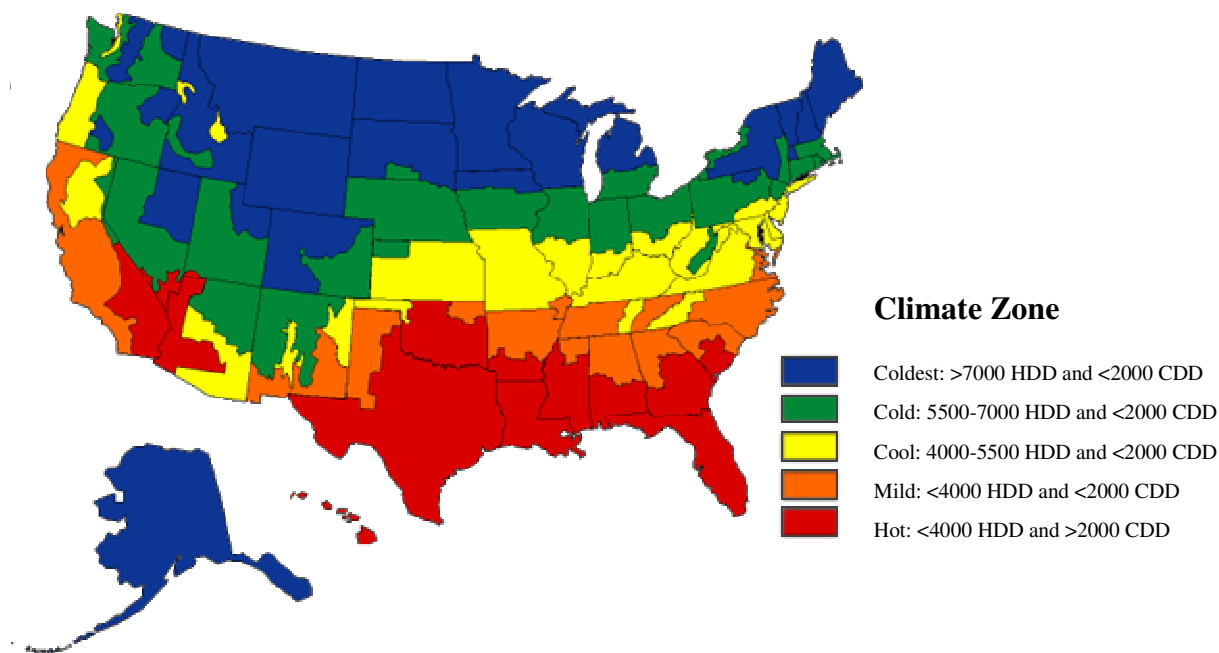 Climate Zone
Coldest: >7000 HDD and <2000 CDD
Cold: 5500-7000 HDD and <2000 CDD
Cool: 4000-5500 HDD and <2000 CDD
Mild: <4000 HDD and <2000 CDD
Hot: <4000 HDD and >2000 CDD